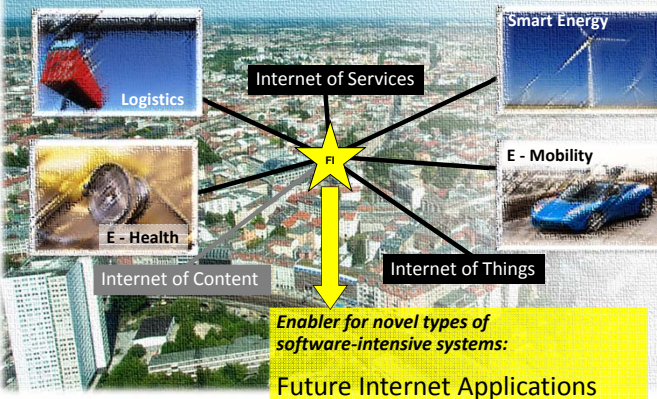 Smart Energy
Logistics
Internet of Services
FI
E - Mobility
E - Health
Internet of Content
Internet of Things
Enabler for novel types of
software-intensive systems:
Future Internet Applications